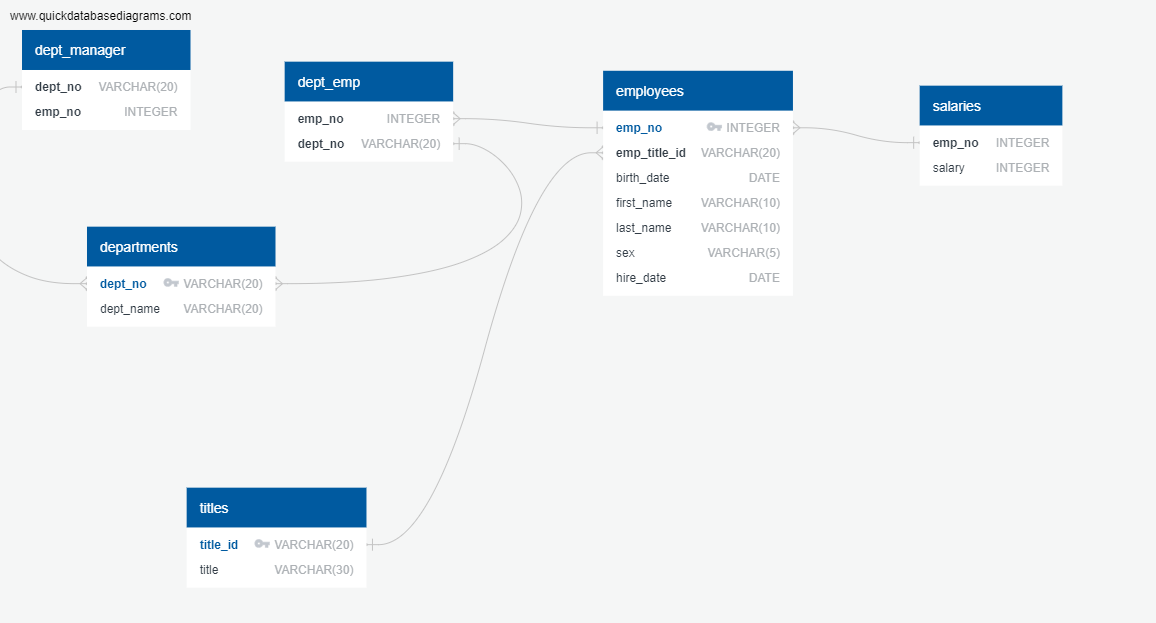 www.quickdatabasediagrams.com
dept_manager
dept_no VARCHAR(20)
emp_no INTEGER
dept_emp
emp_no INTEGER
dept_no VARCHAR(20)
employees
emp_no INTEGER
emp_title_id VARCHAR(20)
birth_date DATE
first_name VARCHAR(10)
last_name VARCHAR(10)
sex VARCHAR(5)
hire_date DATE
salaries
emp_no INTEGER
salary INTEGER
departments
dept_no VARCHAR(20)
dept_name VARCHAR(20)
titles
title_id VARCHAR(20)
title VARCHAR(30)